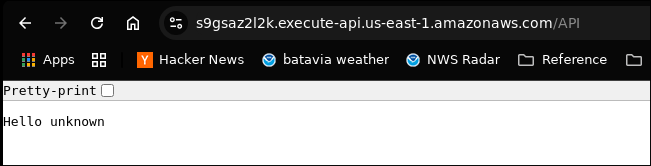 s9gsaz2l2k.execute-api.us-east-1.amazonaws.com/API
Apps Y Hacker News batavia weather NWS Radar Reference
Pretty-print
Hello unknown